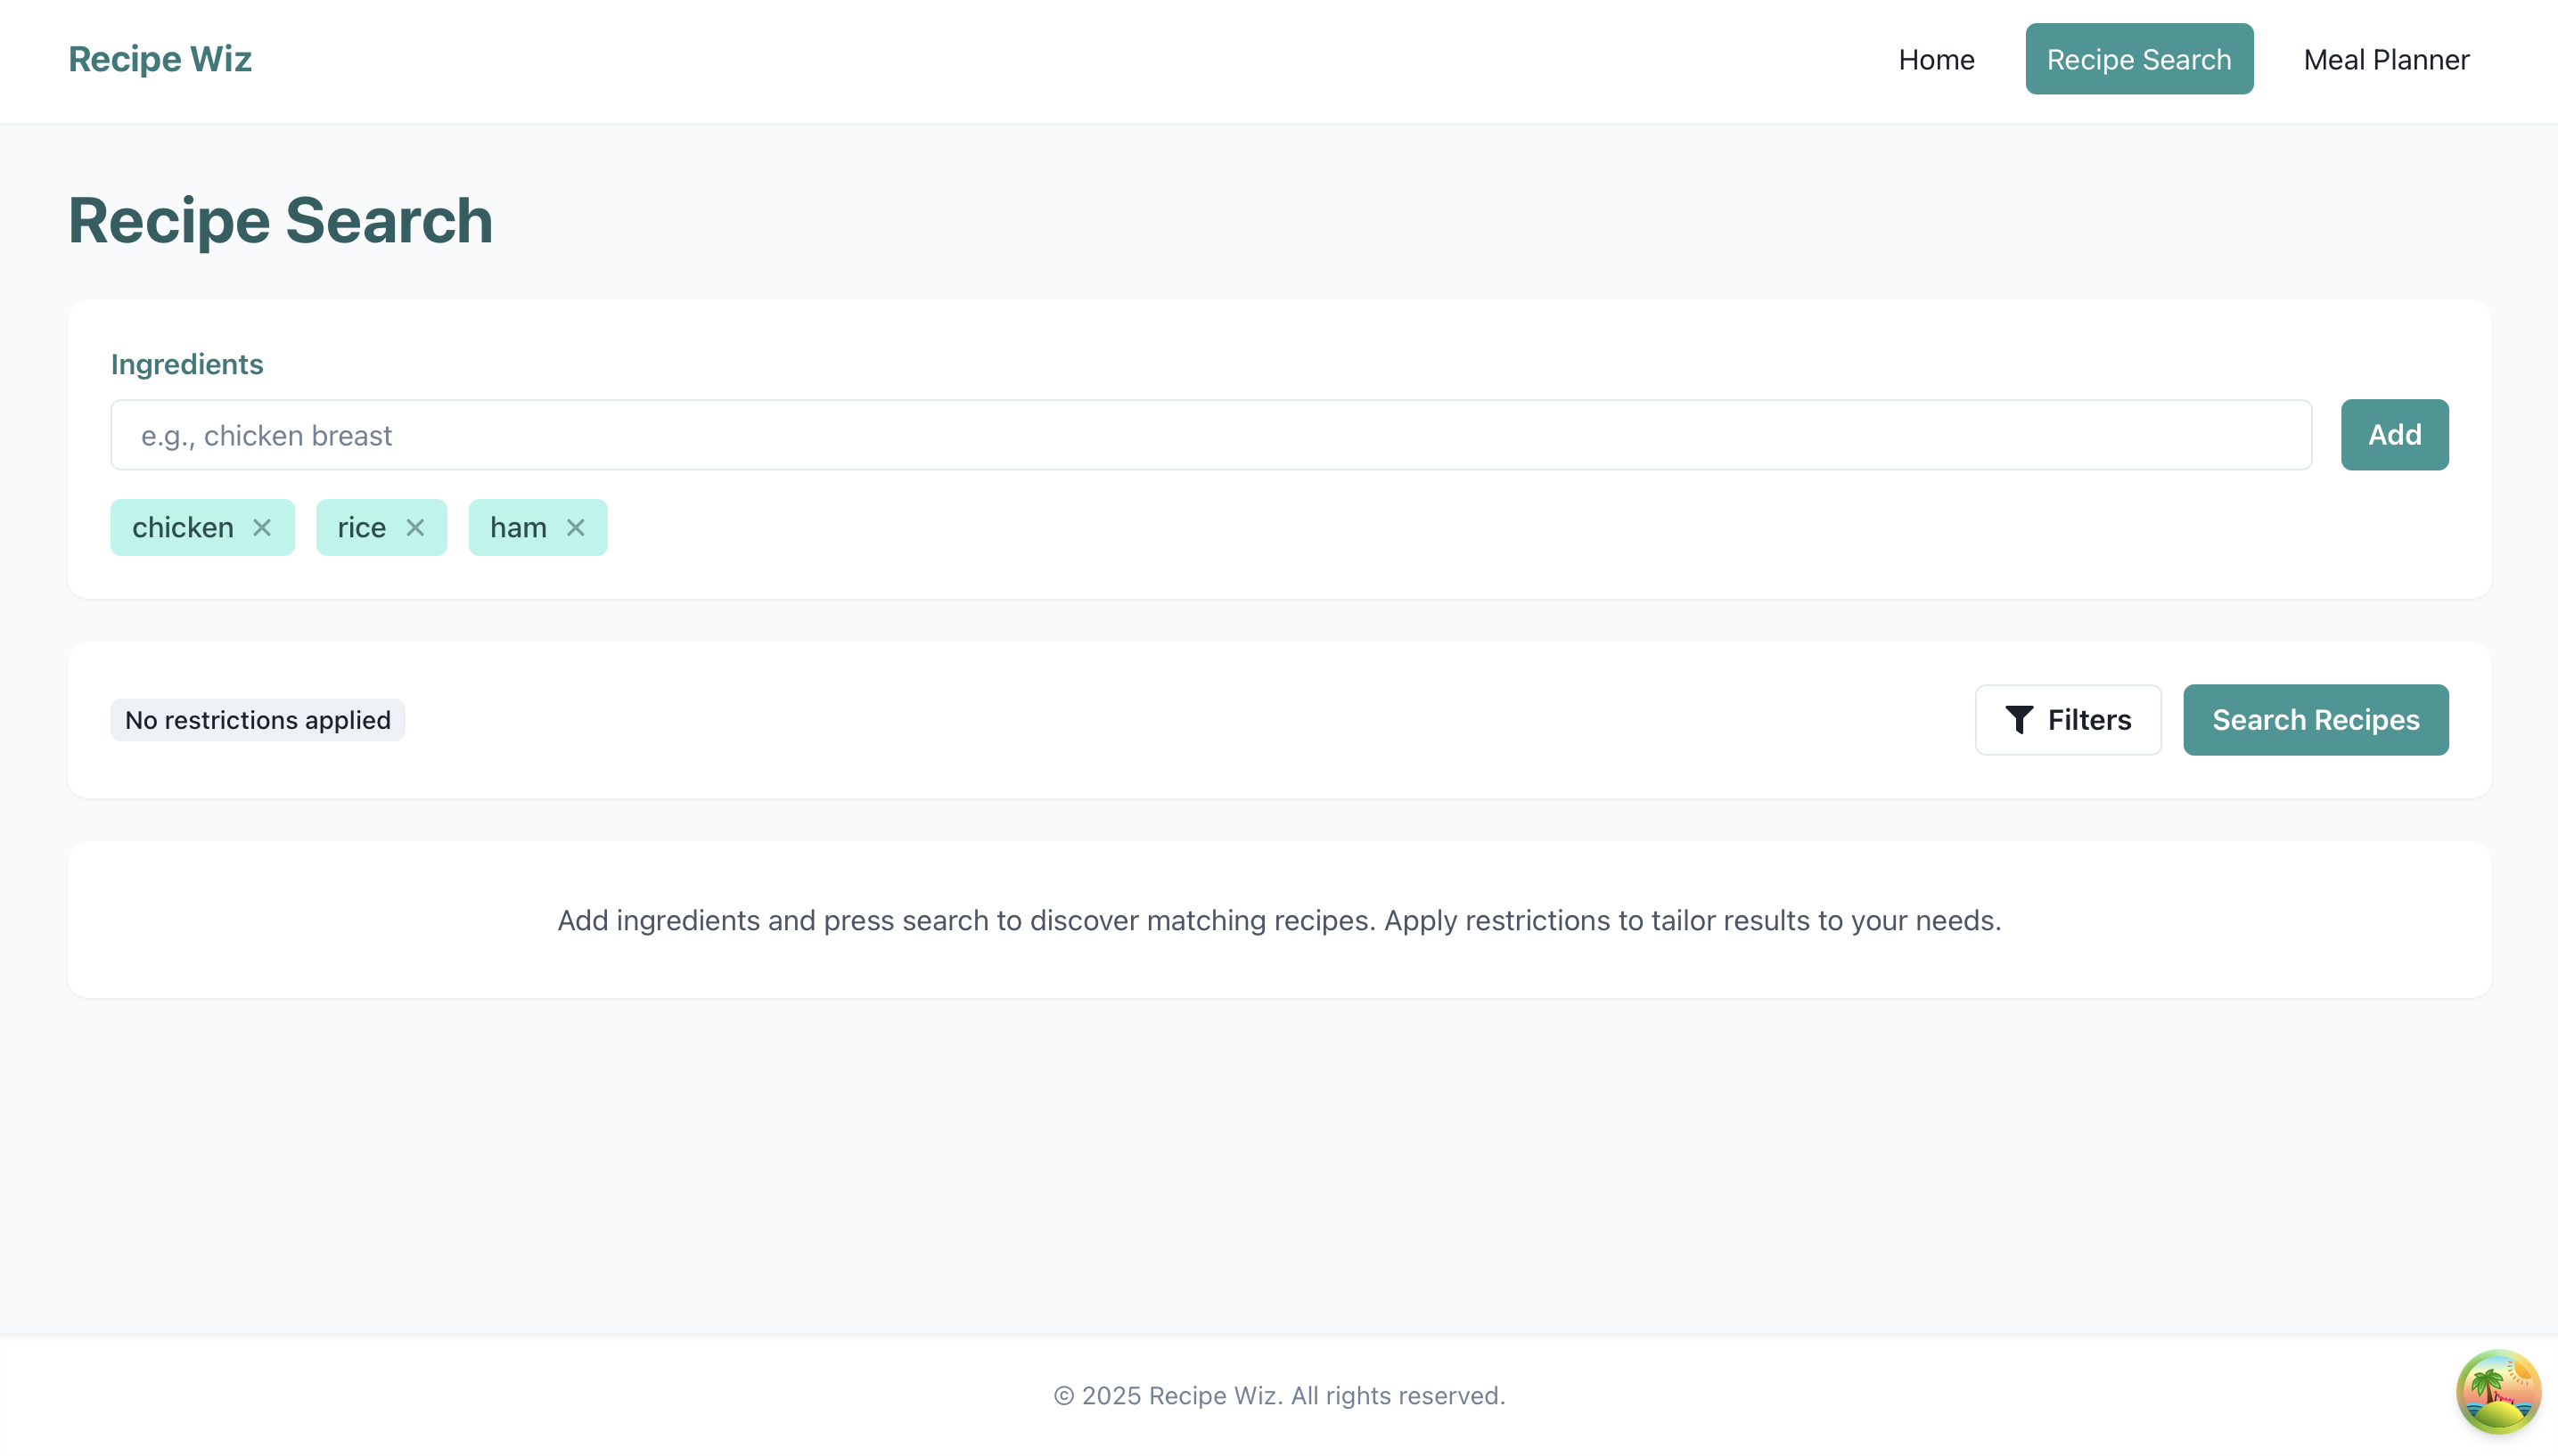 Recipe Wiz
Home
Recipe Search
Meal Planner
Recipe Search
Ingredients
e.g., chicken breast
Add
chicken
rice
ham
No restrictions applied
Filters
Search Recipes
Add ingredients and press search to discover matching recipes. Apply restrictions to tailor results to your needs.
© 2025 Recipe Wiz. All rights reserved.